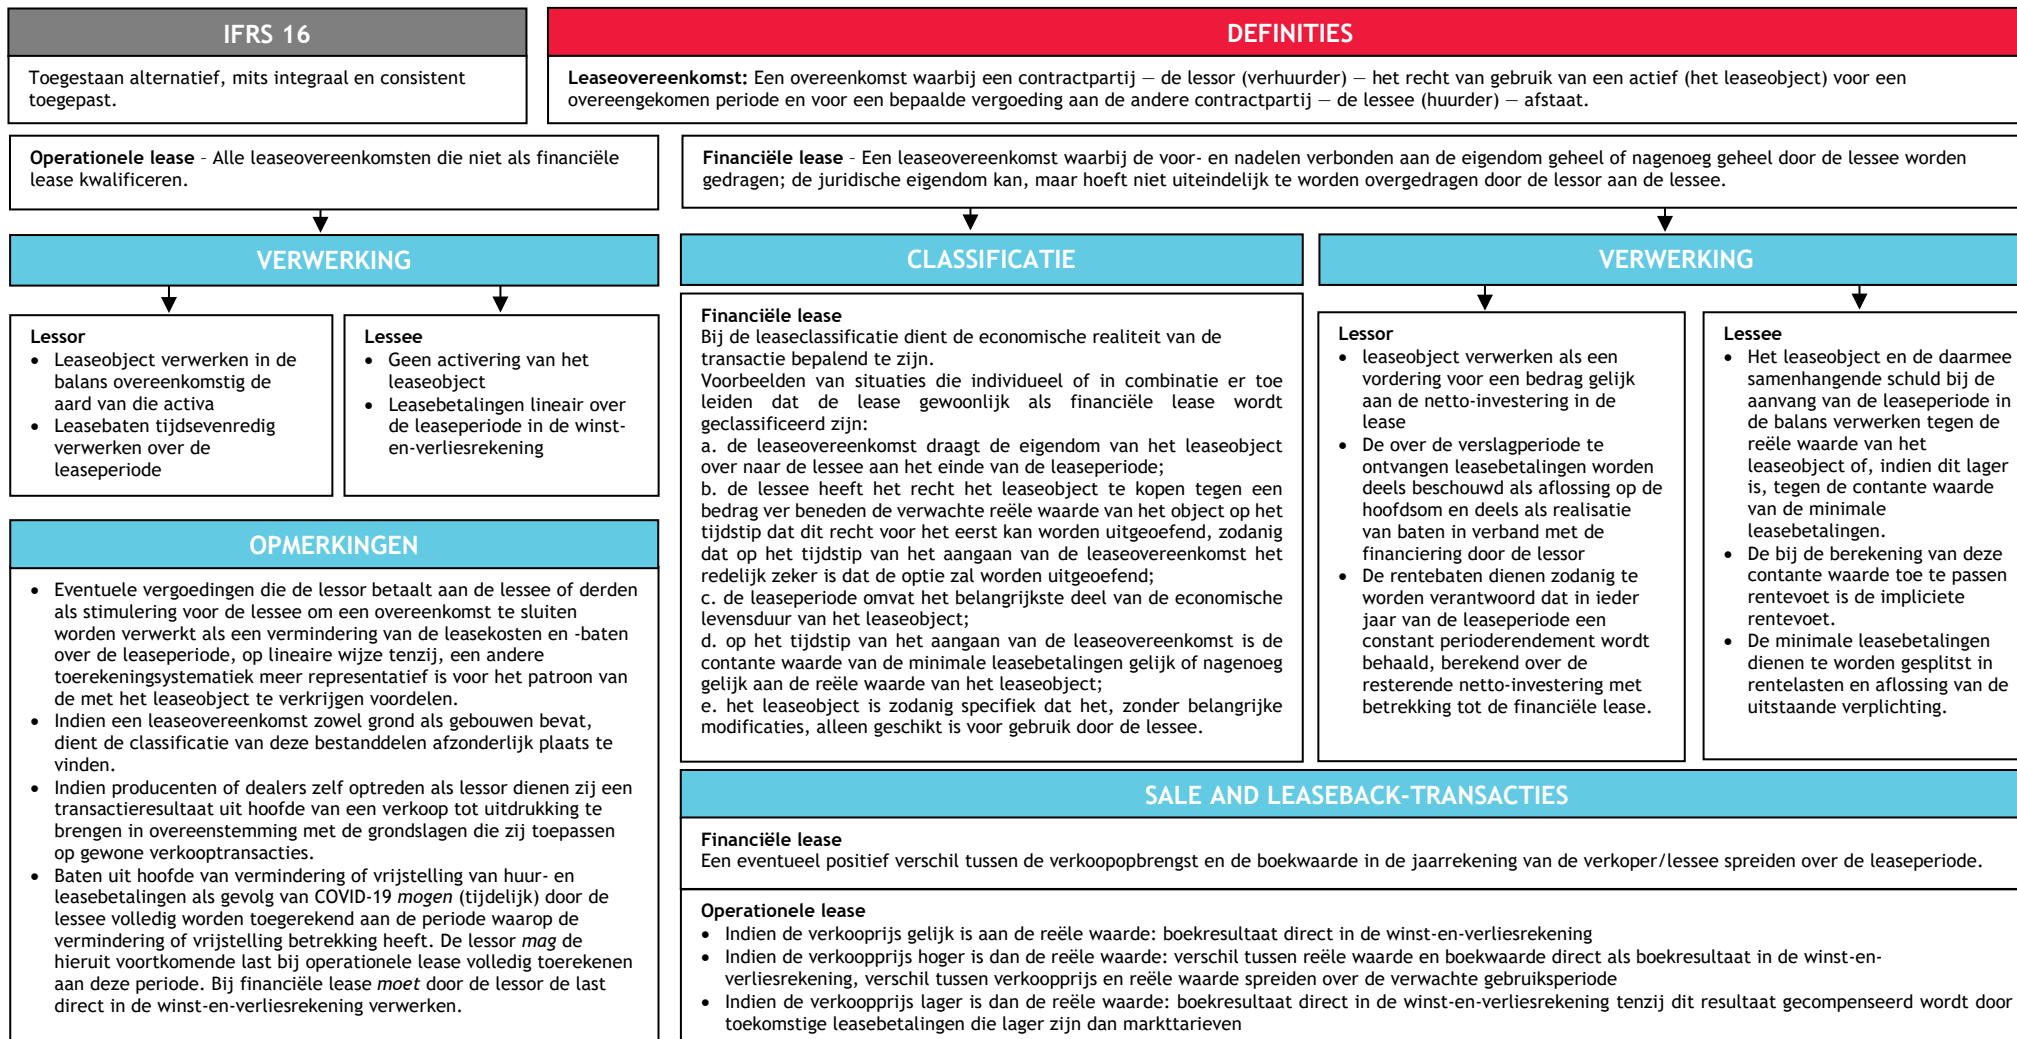 IFRS 16
Toegestaan alternatief, mits integraal en consistent
toegepast.
DEFINITIES
Leaseovereenkomst: Een overeenkomst waarbij een contractpartij — de lessor (verhuurder) — het recht van gebruik van een actief (het leaseobject) voor een
overeengekomen periode en voor een bepaalde vergoeding aan de andere contractpartij — de lessee (huurder) — afstaat.
Operationele lease – Alle leaseovereenkomsten die niet als financiële
lease kwalificeren.
Financiële lease – Een leaseovereenkomst waarbij de voor- en nadelen verbonden aan de eigendom geheel of nagenoeg geheel door de lessee worden
gedragen; de juridische eigendom kan, maar hoeft niet uiteindelijk te worden overgedragen door de lessor aan de lessee.
VERWERKING
Lessor
• Leaseobject verwerken in de
balans overeenkomstig de
aard van die activa
• Leasebaten tijdsevenredig
verwerken over de
leaseperiode
Lessee
• Geen activering van het
leaseobject
• Leasebetalingen lineair over
de leaseperiode in de winst-
en-verliesrekening
OPMERKINGEN
• Eventuele vergoedingen die de lessor betaalt aan de lessee of derden
als stimulering voor de lessee om een overeenkomst te sluiten
worden verwerkt als een vermindering van de leasekosten en -baten
over de leaseperiode, op lineaire wijze tenzij, een andere
toerekeningsystematiek meer representatief is voor het patroon van
de met het leaseobject te verkrijgen voordelen.
• Indien een leaseovereenkomst zowel grond als gebouwen bevat,
dient de classificatie van deze bestanddelen afzonderlijk plaats te
vinden.
• Indien producenten of dealers zelf optreden als lessor dienen zij een
transactieresultaat uit hoofde van een verkoop tot uitdrukking te
brengen in overeenstemming met de grondslagen die zij toepassen
op gewone verkooptransacties.
• Baten uit hoofde van vermindering of vrijstelling van huur- en
leasebetalingen als gevolg van COVID-19 mogen (tijdelijk) door de
lessee volledig worden toegerekend aan de periode waarop de
vermindering of vrijstelling betrekking heeft. De lessor mag de
hieruit voortkomende last bij operationele lease volledig toerekenen
aan deze periode. Bij financiële lease moet door de lessor de last
direct in de winst-en-verliesrekening verwerken.
CLASSIFICATIE
Financiële lease
Bij de leaseclassificatie dient de economische realiteit van de
transactie bepalend te zijn.
Voorbeelden van situaties die individueel of in combinatie er toe
leiden dat de lease gewoonlijk als financiële lease wordt
geclassificeerd zijn:
a. de leaseovereenkomst draagt de eigendom van het leaseobject
over naar de lessee aan het einde van de leaseperiode;
b. de lessee heeft het recht het leaseobject te kopen tegen een
bedrag ver beneden de verwachte reële waarde van het object op het
tijdstip dat dit recht voor het eerst kan worden uitgeoefend, zodanig
dat op het tijdstip van het aangaan van de leaseovereenkomst het
redelijk zeker is dat de optie zal worden uitgeoefend;
c. de leaseperiode omvat het belangrijkste deel van de economische
levensduur van het leaseobject;
d. op het tijdstip van het aangaan van de leaseovereenkomst is de
contante waarde van de minimale leasebetalingen gelijk of nagenoeg
gelijk aan de reële waarde van het leaseobject;
e. het leaseobject is zodanig specifiek dat het, zonder belangrijke
modificaties, alleen geschikt is voor gebruik door de lessee.
VERWERKING
Lessor
• leaseobject verwerken als een
vordering voor een bedrag gelijk
aan de netto-investering in de
lease
• De over de verslagperiode te
ontvangen leasebetalingen worden
deels beschouwd als aflossing op de
hoofdsom en deels als realisatie
van baten in verband met de
financiering door de lessor
• De rentebaten dienen zodanig te
worden verantwoord dat in ieder
jaar van de leaseperiode een
constant perioderendement wordt
behaald, berekend over de
resterende netto-investering met
betrekking tot de financiële lease.
Lessee
• Het leaseobject en de daarmee
samenhangende schuld bij de
aanvang van de leaseperiode in
de balans verwerken tegen de
reële waarde van het
leaseobject of, indien dit lager
is, tegen de contante waarde
van de minimale
leasebetalingen.
• De bij de berekening van deze
contante waarde toe te passen
rentevoet is de impliciete
rentevoet.
• De minimale leasebetalingen
dienen te worden gesplitst in
rentelasten en aflossing van de
uitstaande verplichting.
SALE AND LEASEBACK-TRANSACTIES
Financiële lease
Een eventueel positief verschil tussen de verkoopopbrengst en de boekwaarde in de jaarrekening van de verkoper/lessee spreiden over de leaseperiode.
Operationele lease
• Indien de verkooprijs gelijk is aan de reële waarde: boekresultaat direct in de winst-en-verliesrekening
• Indien de verkoopprijs hoger is dan de reële waarde: verschil tussen reële waarde en boekwaarde direct als boekresultaat in de winst-en-
verliesrekening, verschil tussen verkoopprijs en reële waarde spreiden over de verwachte gebruiksperiode
• Indien de verkoopprijs lager is dan de reële waarde: boekresultaat direct in de winst-en-verliesrekening tenzij dit resultaat gecompenseerd wordt door
toekomstige leasebetalingen die lager zijn dan markttarieven